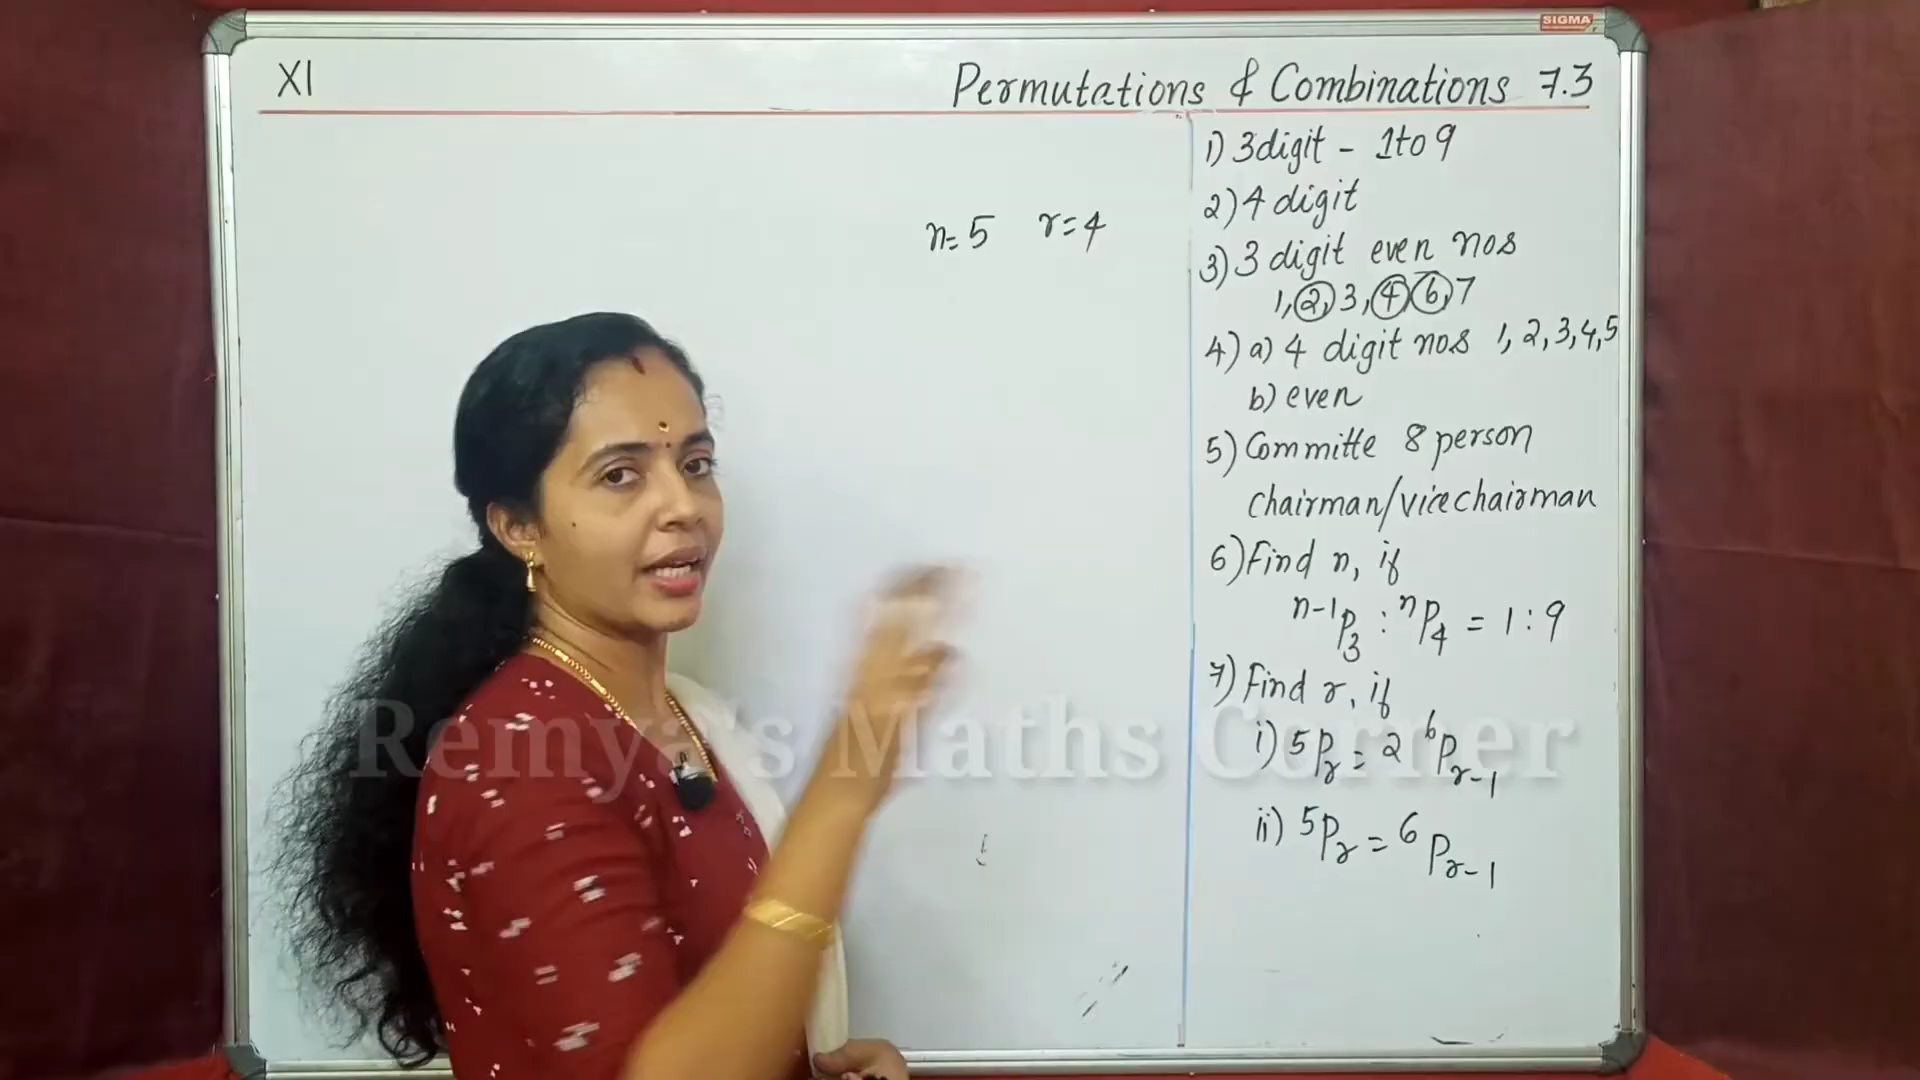 SIGMA
XI
Permutations & Combinations 7.3
n=5 r=4
1) 3digit - 1 to 9
2) 4 digit
3) 3 digit even nos
1, 2, 3, 4, 6, 7
4) a) 4 digit nos 1, 2, 3, 4, 5
b) even
5) Committe 8 person
Chairman/vicechairman
6) Find n, if
n-1P3 : nP4 = 1 : 9
7) Find r, if
i) 5Pr = 2 6Pr-1
ii) 5Pr = 6Pr-1
Remya's Maths Corner